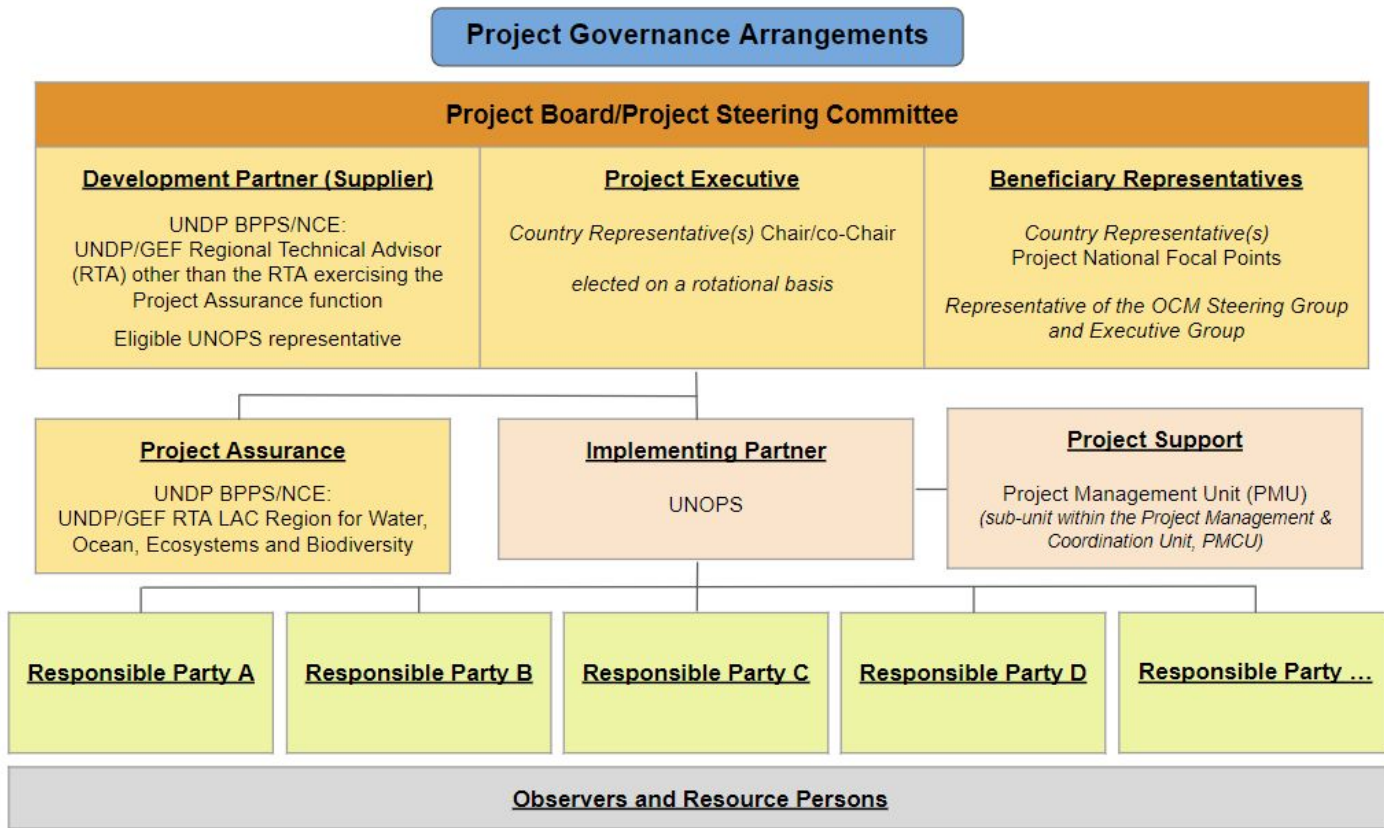 Project Governance Arrangements
Project Board/Project Steering Committee
Development Partner (Supplier)
UNDP BPPS/NCE:
UNDP/GEF Regional Technical Advisor
(RTA) other than the RTA exercising the
Project Assurance function
Eligible UNOPS representative
Project Executive
Country Representative(s) Chair/co-Chair
elected on a rotational basis
Beneficiary Representatives
Country Representative(s)
Project National Focal Points
Representative of the OCM Steering Group
and Executive Group
Project Assurance
UNDP BPPS/NCE:
UNDP/GEF RTA LAC Region for Water,
Ocean, Ecosystems and Biodiversity
Implementing Partner
UNOPS
Project Support
Project Management Unit (PMU)
(sub-unit within the Project Management &
Coordination Unit, PMCU)
Responsible Party A
Responsible Party B
Responsible Party C
Responsible Party D
Responsible Party …
Observers and Resource Persons